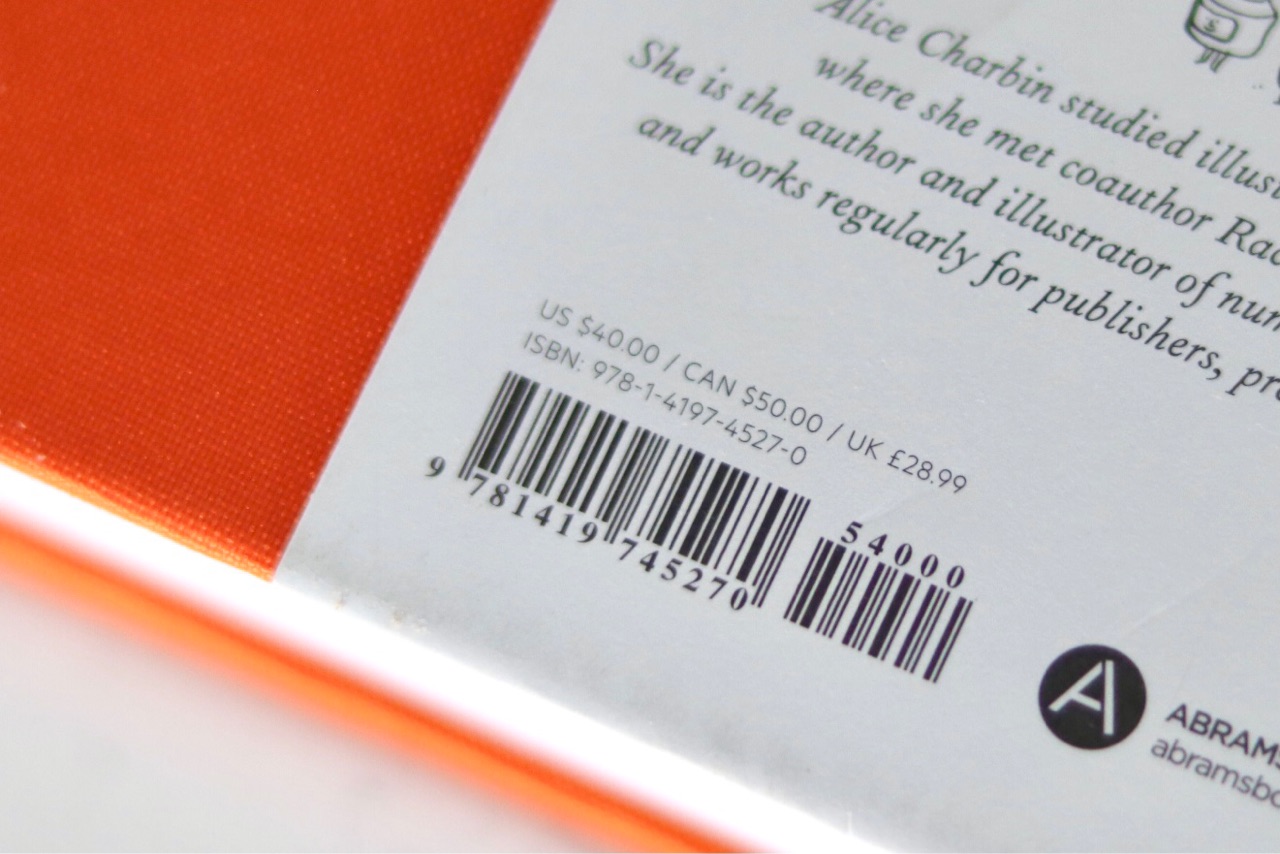 Alice Charbin studied illus
where she met coauthor Rac
She is the author and illustrator of num
and works regularly for publishers, pr
US $40.00 / CAN $50.00 / UK £28.99
ISBN: 978-1-4197-4527-0
9 781419 745270
54000
$
A
ABRAMS
abramsbo